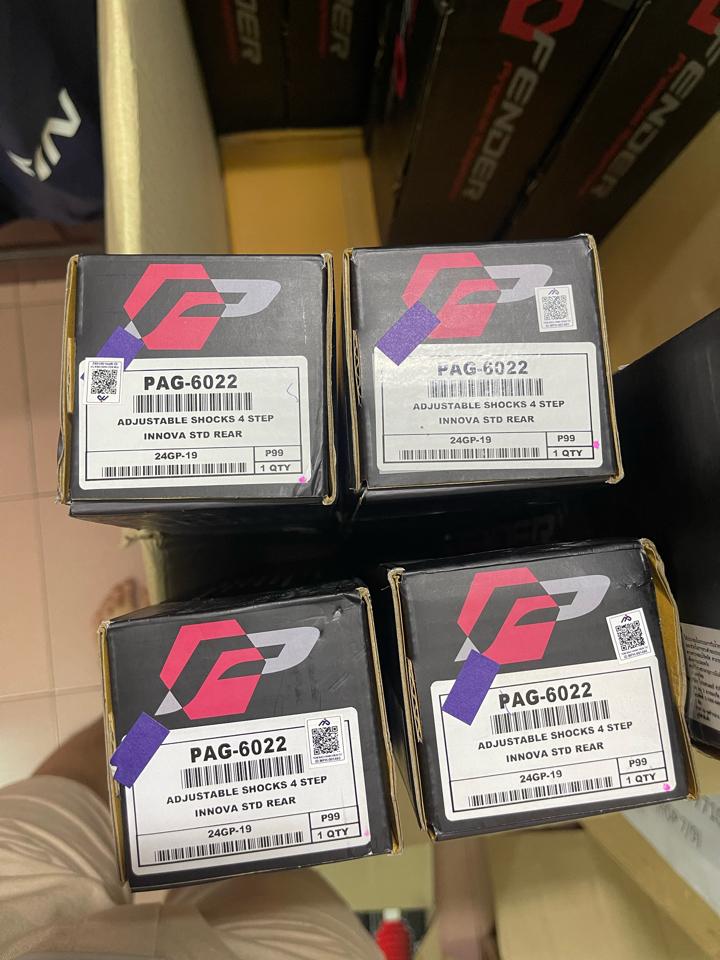 FENDER
FENDER
PAG-6022
ADJUSTABLE SHOCKS 4 STEP
INNOVA STD REAR
24GP-19
P99
1 QTY
PAG-6022
ADJUSTABLE SHOCKS 4 STEP
INNOVA STD REAR
24GP-19
P99
1 QTY
PAG-6022
ADJUSTABLE SHOCKS 4 STEP
INNOVA STD REAR
24GP-19
P99
1 QTY
PAG-6022
ADJUSTABLE SHOCKS 4 STEP
INNOVA STD REAR
24GP-19
P99
1 QTY